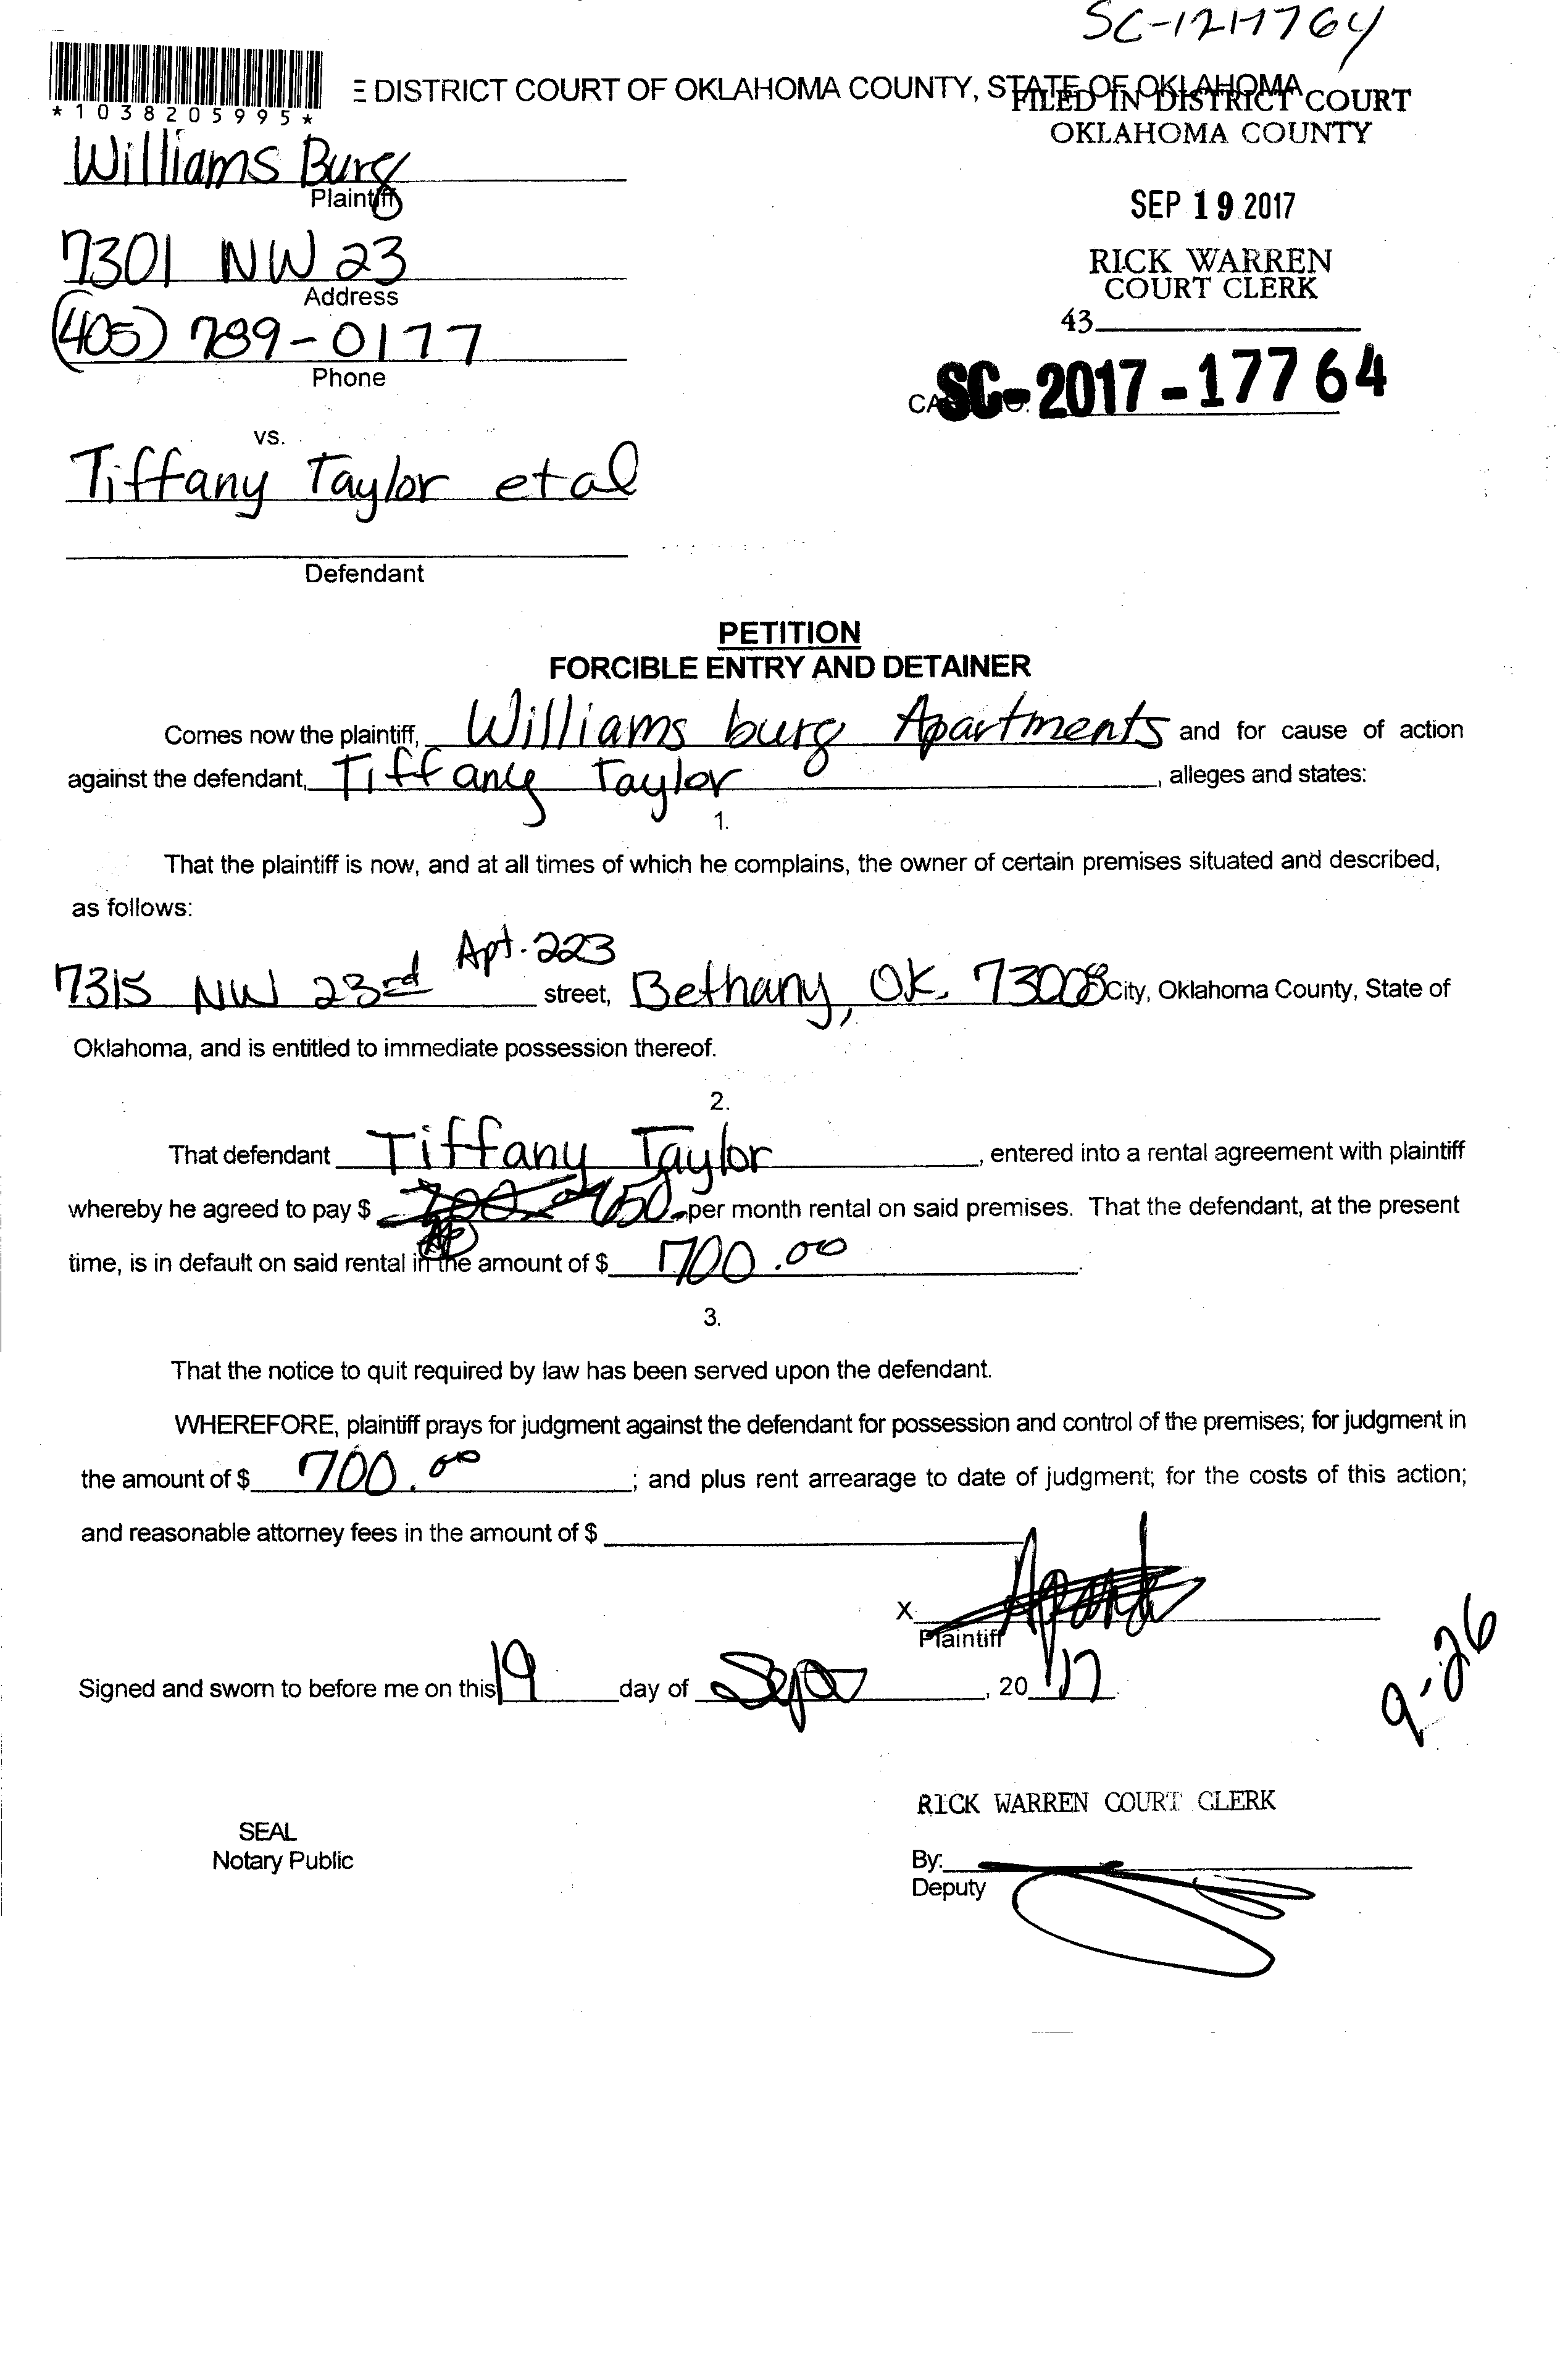 SC-1217764
*1038205995*
E DISTRICT COURT OF OKLAHOMA COUNTY, STATE OF OKLAHOMA
FILED IN DISTRICT COURT
OKLAHOMA COUNTY
Williams Burg
Plaintiff
SEP 19 2017
7301 NW 23
Address
RICK WARREN
COURT CLERK
43
(405) 789-0177
Phone
SC-2017-17764
vs.
Tiffany Taylor et al
Defendant
PETITION
FORCIBLE ENTRY AND DETAINER
Comes now the plaintiff, Williams burg Apartments and for cause of action
against the defendant, Tiffany Taylor, alleges and states:
1.
That the plaintiff is now, and at all times of which he complains, the owner of certain premises situated and described,
as follows:
Apt. 223
7315 NW 23rd street, Bethany, OK. 73008 City, Oklahoma County, State of
Oklahoma, and is entitled to immediate possession thereof.
2.
That defendant Tiffany Taylor, entered into a rental agreement with plaintiff
whereby he agreed to pay $ per month rental on said premises. That the defendant, at the present
time, is in default on said rental in the amount of $ 700.00.
3.
That the notice to quit required by law has been served upon the defendant.
WHEREFORE, plaintiff prays for judgment against the defendant for possession and control of the premises; for judgment in
the amount of $ 700.00; and plus rent arrearage to date of judgment; for the costs of this action;
and reasonable attorney fees in the amount of $
X
Plaintiff
9-26
Signed and sworn to before me on this 19 day of Sept, 2017.
RICK WARREN COURT CLERK
SEAL
Notary Public
By:
Deputy